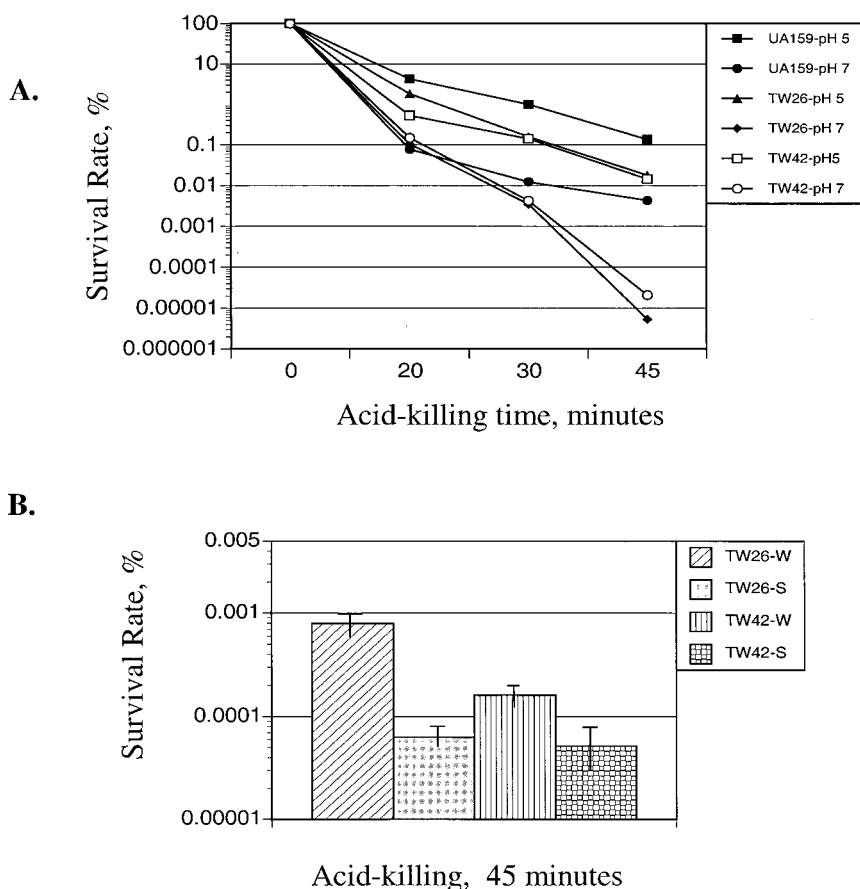 A.
Survival Rate, %
100
10
0.1
0.01
0.001
0.0001
0.00001
0.000001
0 20 30 45
Acid-killing time, minutes
UA159-pH 5
UA159-pH 7
TW26-pH 5
TW26-pH 7
TW42-pH5
TW42-pH 7
B.
Survival Rate, %
0.005
0.001
0.0001
0.00001
Acid-killing, 45 minutes
TW26-W
TW26-S
TW42-W
TW42-S